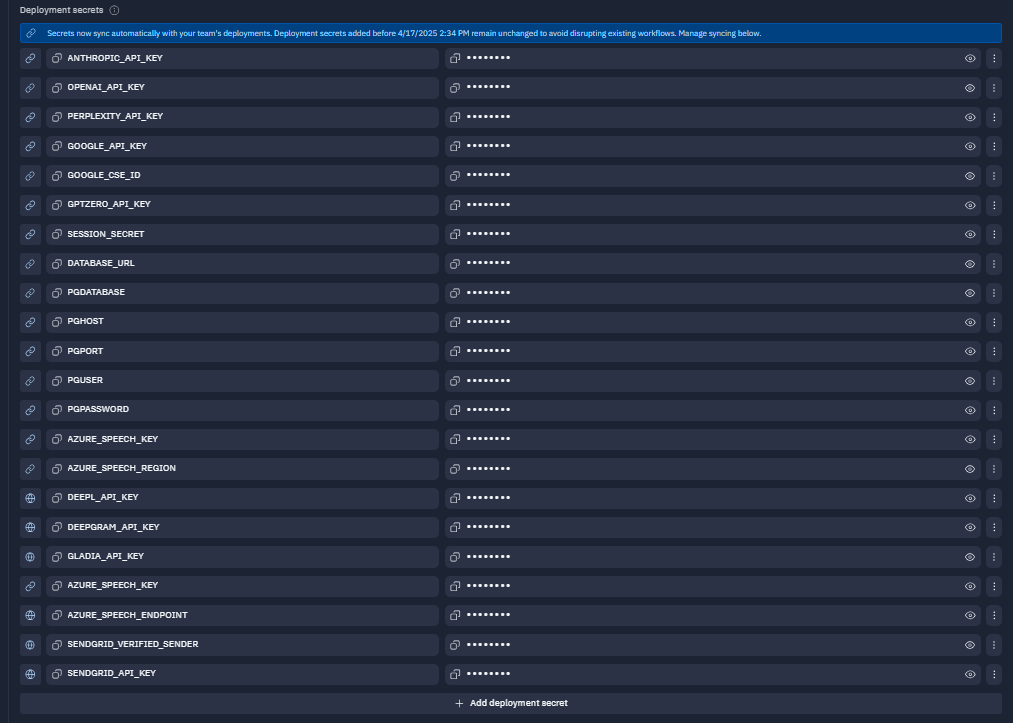 Deployment secrets
Secrets now sync automatically with your team's deployments. Deployment secrets added before 4/17/2025 2:34 PM remain unchanged to avoid disrupting existing workflows. Manage syncing below.
ANTHROPIC_API_KEY ••••••••
OPENAI_API_KEY ••••••••
PERPLEXITY_API_KEY ••••••••
GOOGLE_API_KEY ••••••••
GOOGLE_CSE_ID ••••••••
GPTZERO_API_KEY ••••••••
SESSION_SECRET ••••••••
DATABASE_URL ••••••••
PGDATABASE ••••••••
PGHOST ••••••••
PGPORT ••••••••
PGUSER ••••••••
PGPASSWORD ••••••••
AZURE_SPEECH_KEY ••••••••
AZURE_SPEECH_REGION ••••••••
DEEPL_API_KEY ••••••••
DEEPGRAM_API_KEY ••••••••
GLADIA_API_KEY ••••••••
AZURE_SPEECH_KEY ••••••••
AZURE_SPEECH_ENDPOINT ••••••••
SENDGRID_VERIFIED_SENDER ••••••••
SENDGRID_API_KEY ••••••••
+ Add deployment secret